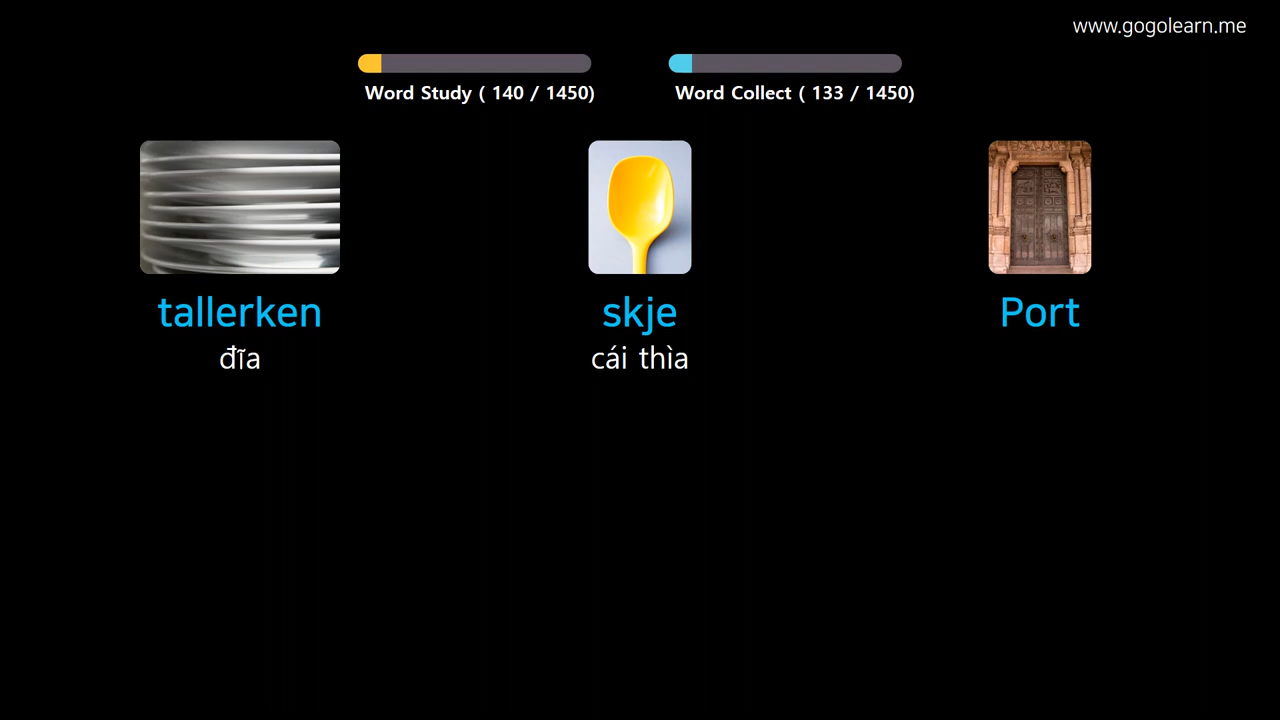 www.gogolearn.me
Word Study ( 140 / 1450)
Word Collect ( 133 / 1450)
tallerken
skje
Port
đĩa
cái thìa